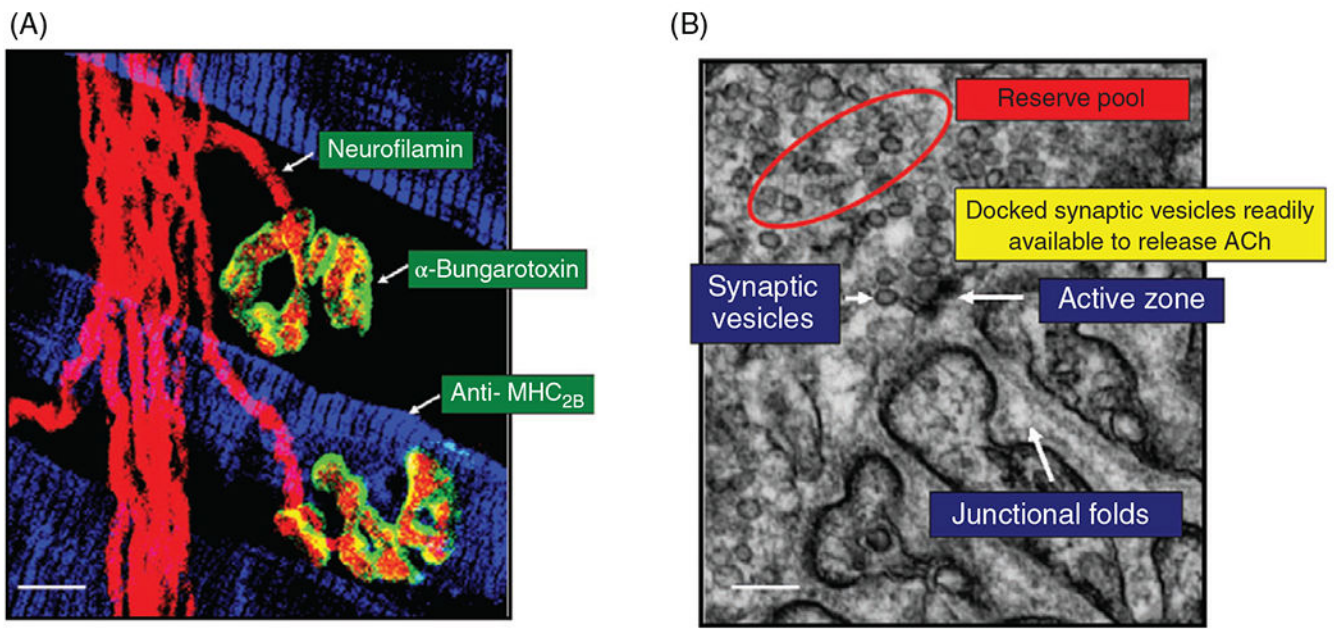 (A)
Neurofilamin
α-Bungarotoxin
Anti- MHC2B
(B)
Reserve pool
Docked synaptic vesicles readily
available to release ACh
Synaptic
vesicles
Active zone
Junctional folds